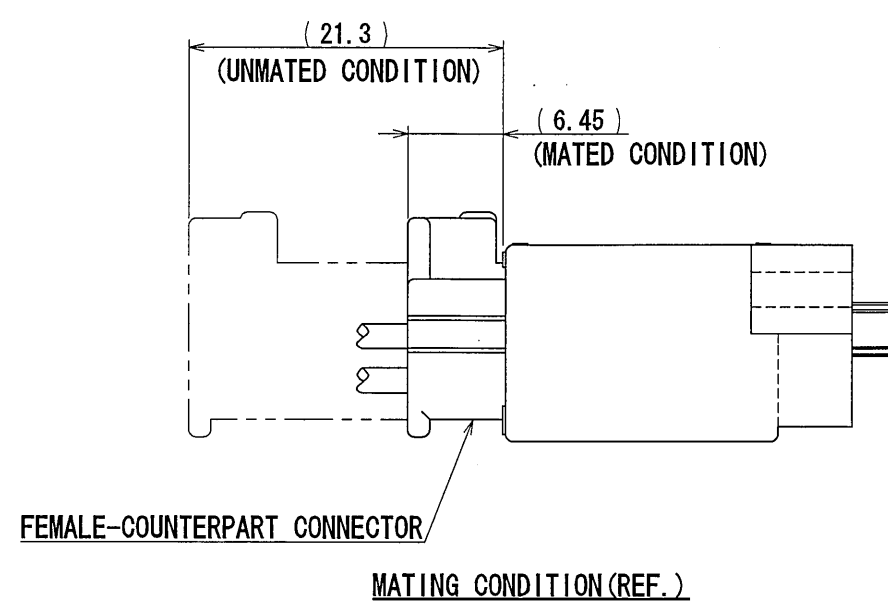 (21.3)
(UNMATED CONDITION)
(6.45)
(MATED CONDITION)
FEMALE-COUNTERPART CONNECTOR
MATING CONDITION(REF.)